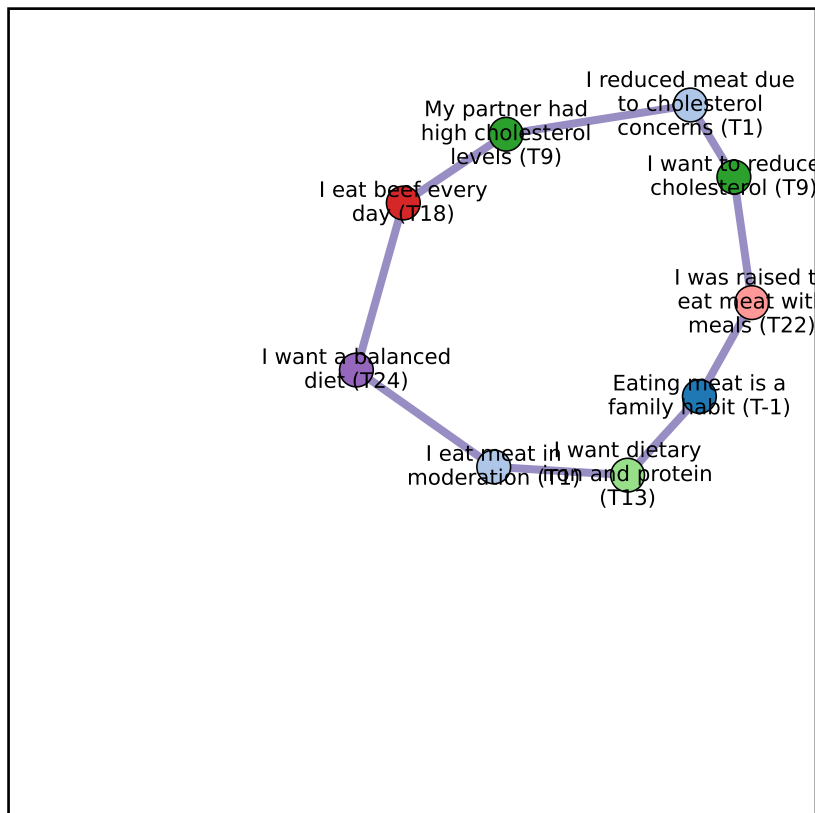 I reduced meat due
to cholesterol
concerns (T1)
My partner had
high cholesterol
levels (T9)
I want to reduce
cholesterol (T9)
I eat beef every
day (T18)
I was raised t
eat meat wit
meals (T22)
I want a balanced
diet (T24)
Eating meat is a
family habit (T-1)
I eat meat in
moderation (T1)
I want dietary
iron and protein
(T13)